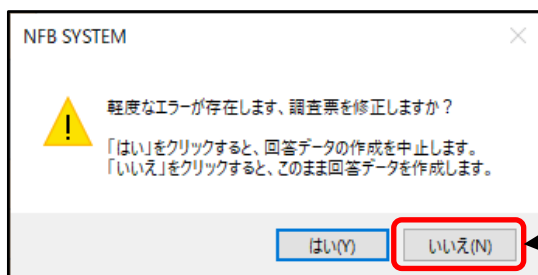 NFB SYSTEM
軽度なエラーが存在します、調査票を修正しますか？
「はい」をクリックすると、回答データの作成を中止します。
「いいえ」をクリックすると、このまま回答データを作成します。
はい(Y)
いいえ(N)